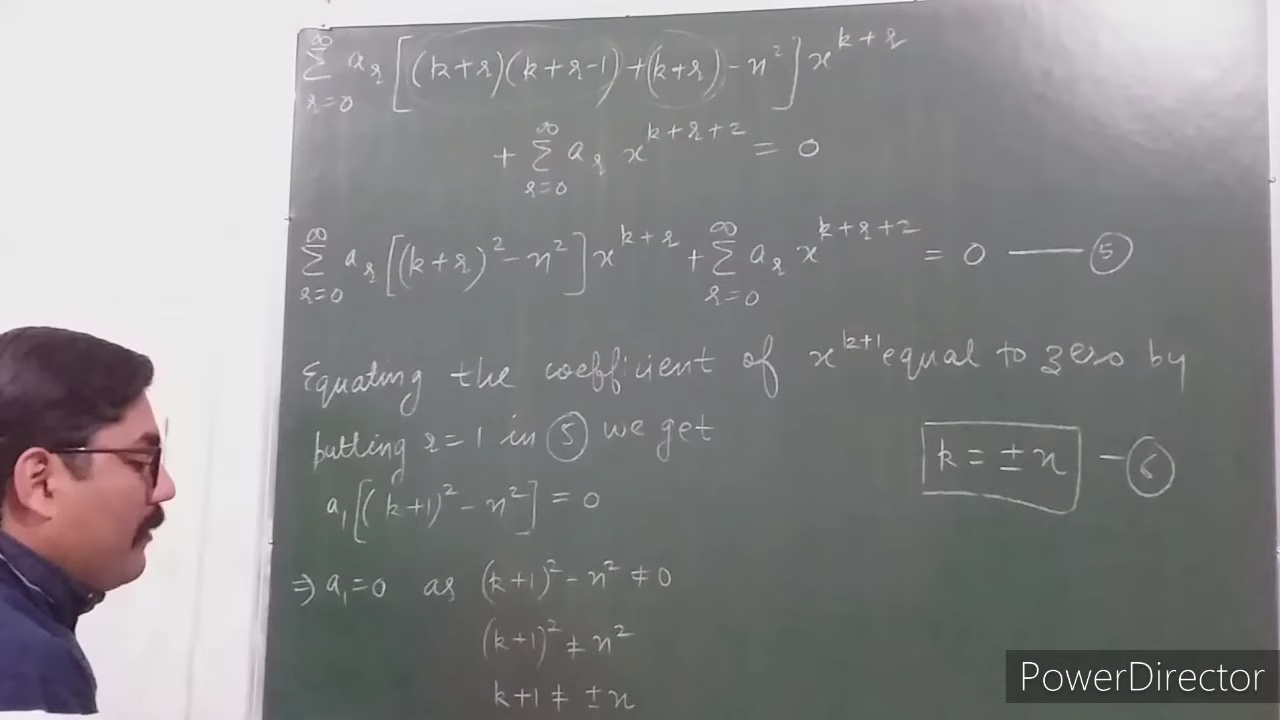 ∞
∑ a_r [(k+r)(k+r-1)+(k+r)-n²] x^{k+r}
r=0
∞
+ ∑ a_r x^{k+r+2} = 0
r=0
∞ ∞
∑ a_r [(k+r)²-n²] x^{k+r} + ∑ a_r x^{k+r+2} = 0 —— ⑤
r=0 r=0
Equating the coefficient of x^{k+1} equal to zero by
putting r=1 in ⑤ we get
k = ±n — ⑥
a₁[(k+1)²-n²] = 0
⇒ a₁=0 as (k+1)²-n² ≠ 0
(k+1)² ≠ n²
k+1 ≠ ±n
PowerDirector